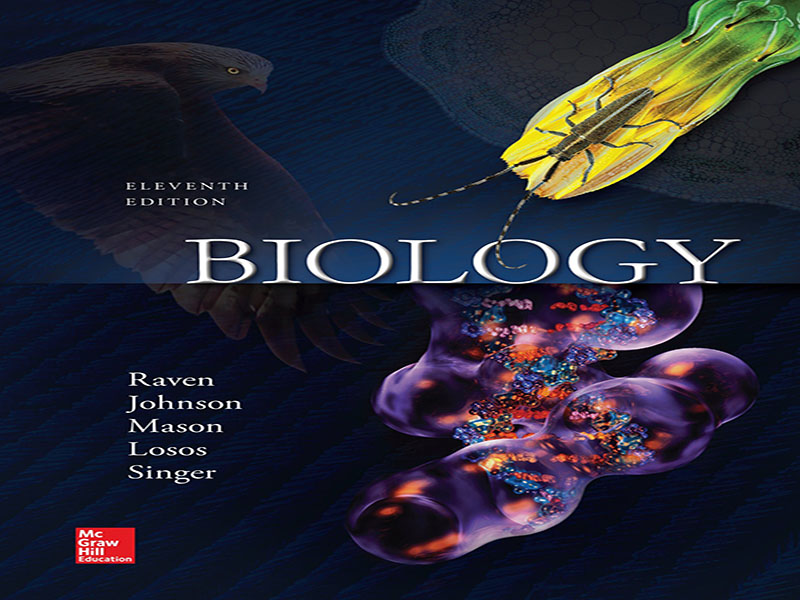 ELEVENTH
EDITION
BIOLOGY
Raven
Johnson
Mason
Losos
Singer
Mc
Graw
Hill
Education